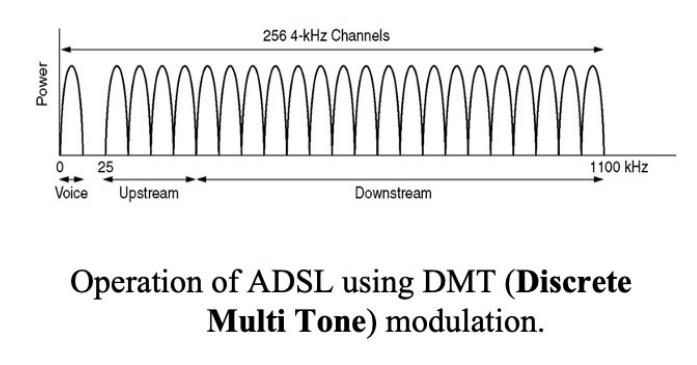 256 4-kHz Channels
Power
0 25 1100 kHz
Voice Upstream Downstream
Operation of ADSL using DMT (Discrete
Multi Tone) modulation.